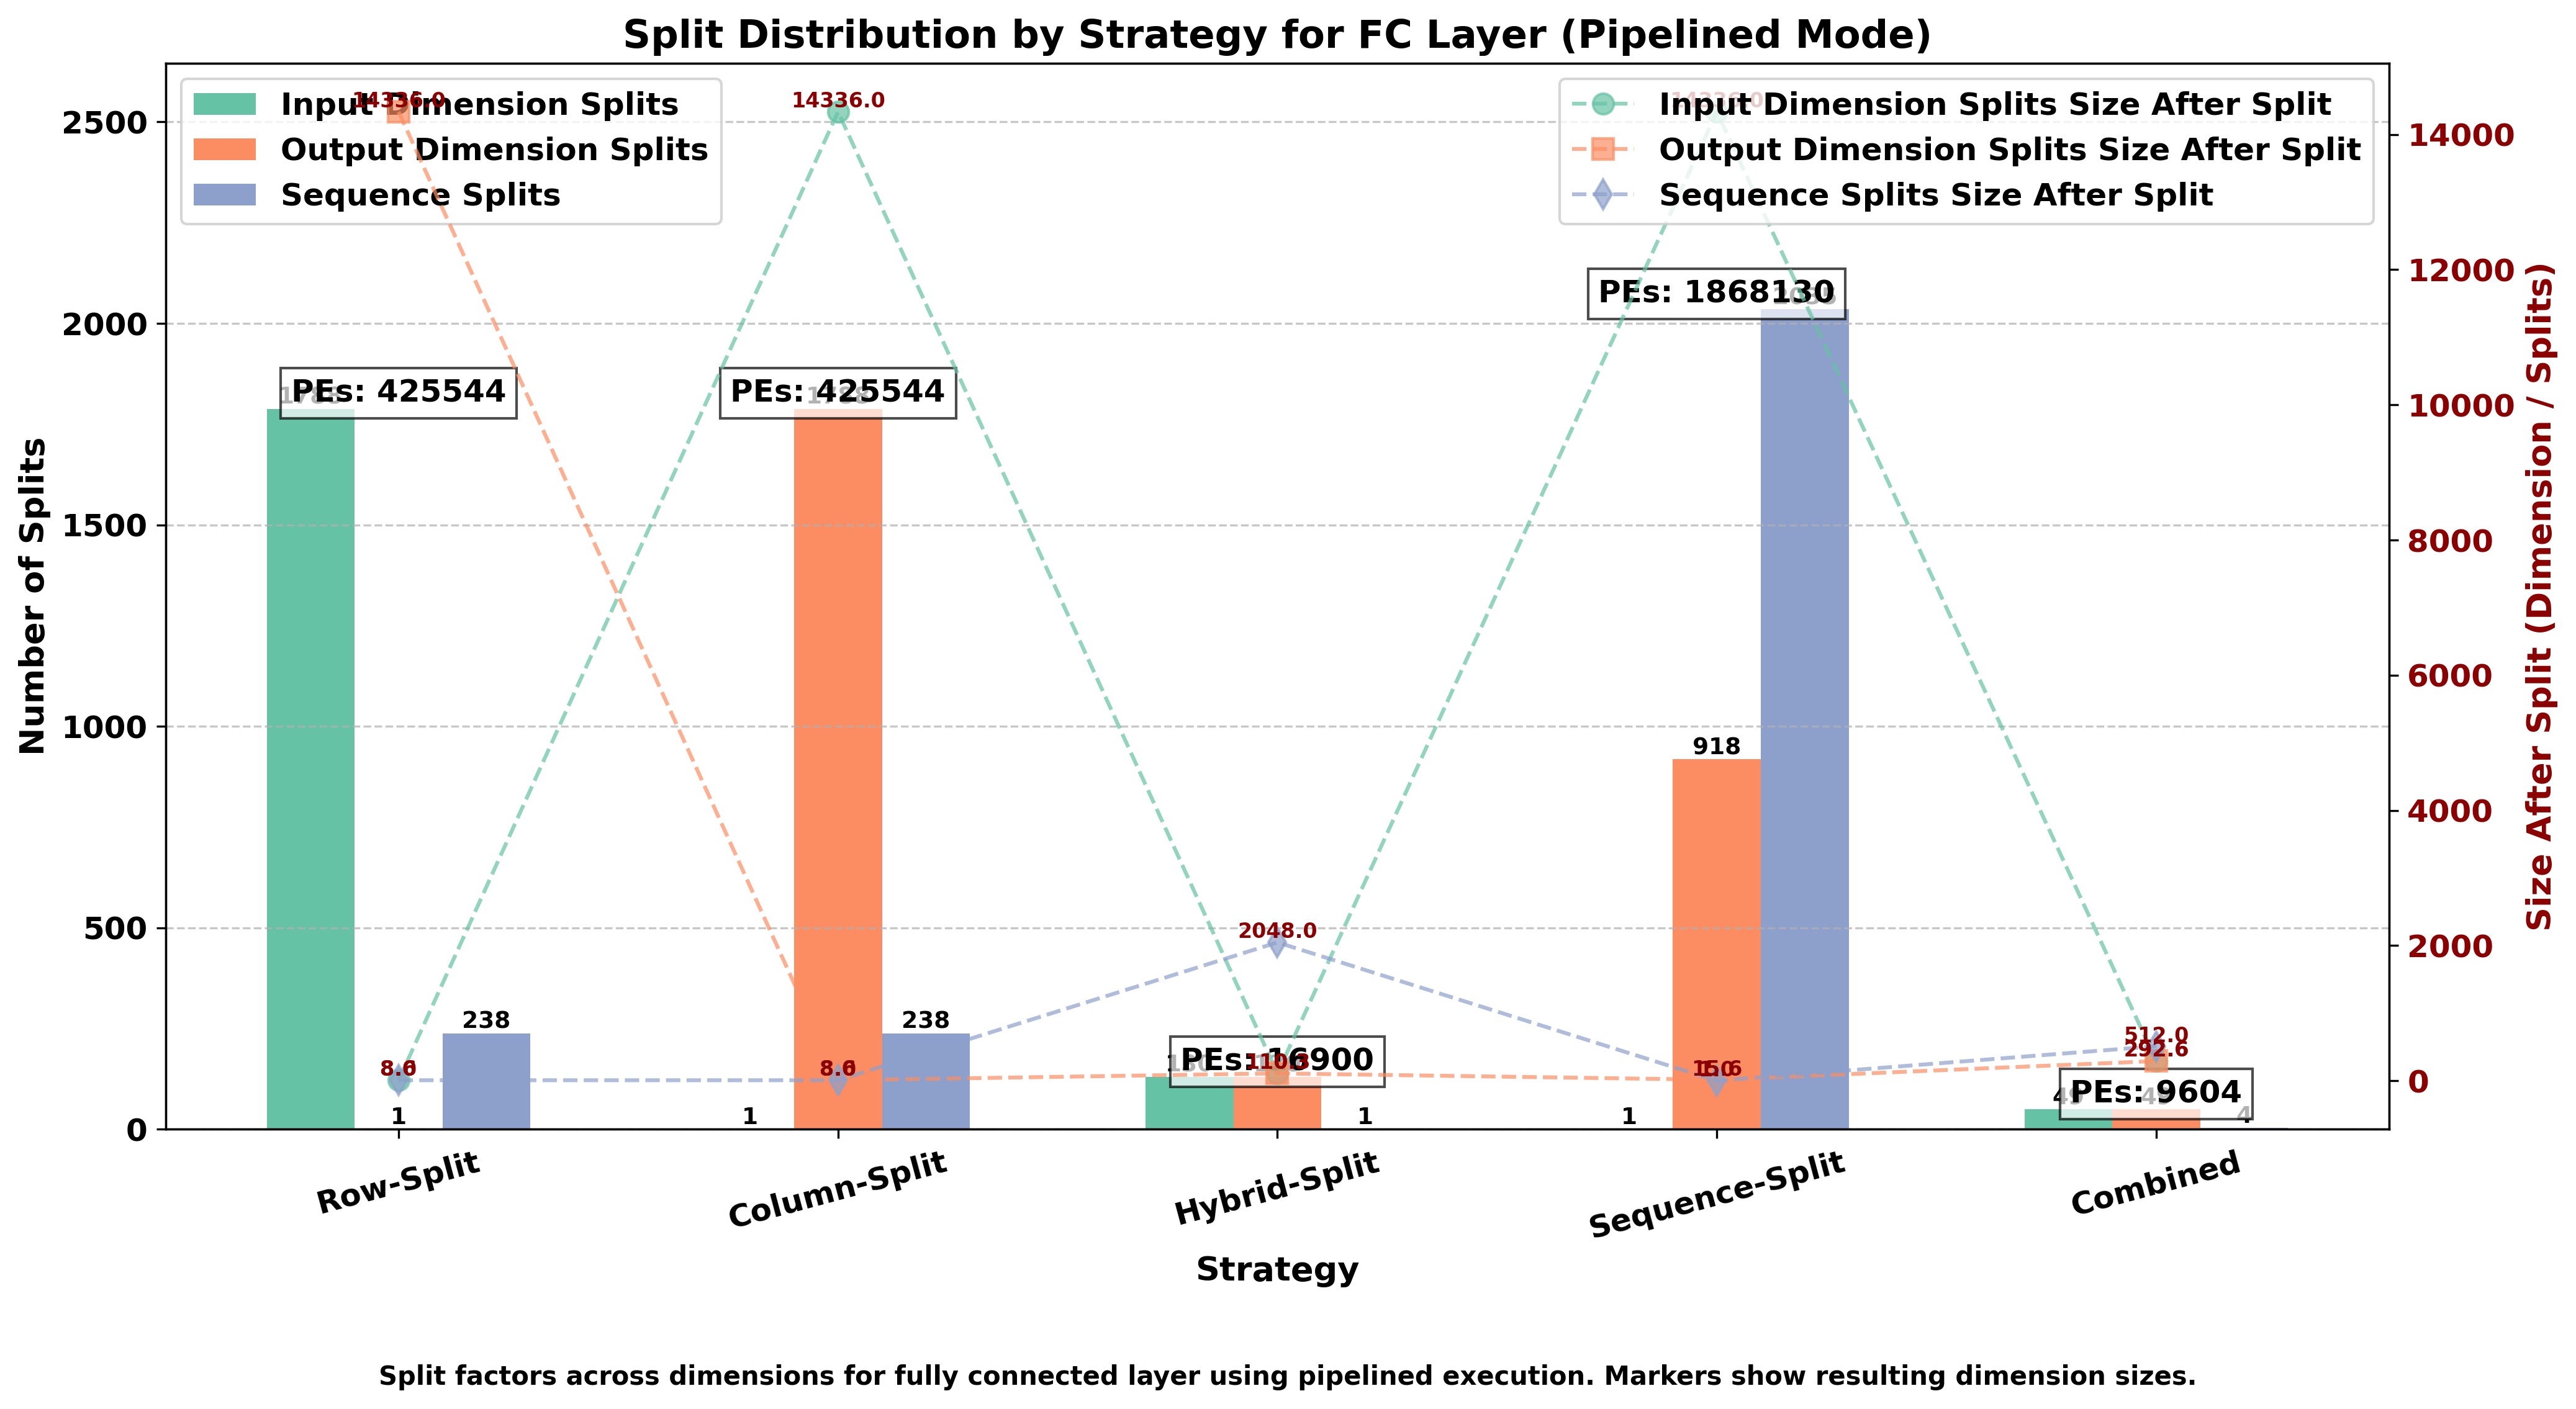 Split Distribution by Strategy for FC Layer (Pipelined Mode)
Input Dimension Splits
Output Dimension Splits
Sequence Splits
Input Dimension Splits Size After Split
Output Dimension Splits Size After Split
Sequence Splits Size After Split
14336.0
14336.0
14336.0
2500
2000
1500
1000
500
0
Number of Splits
14000
12000
10000
8000
6000
4000
2000
0
Size After Split (Dimension / Splits)
PEs: 425544
PEs: 425544
PEs: 16900
PEs: 1868130
PEs: 9604
1
238
1
238
1
1
918
2048.0
512.0
292.6
49
4
Row-Split
Column-Split
Hybrid-Split
Sequence-Split
Combined
Strategy
Split factors across dimensions for fully connected layer using pipelined execution. Markers show resulting dimension sizes.